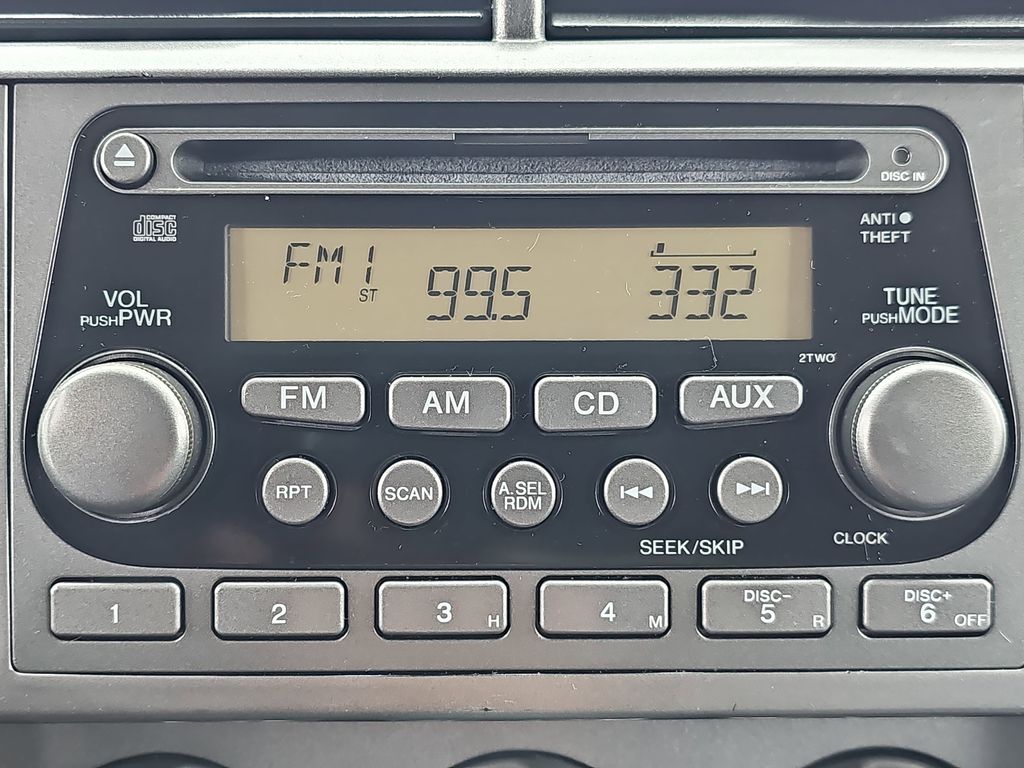 DISC IN
COMPACT
disc
DIGITAL AUDIO
ANTI
THEFT
VOL
PUSH PWR
FM1
ST
99.5
332
TUNE
PUSH MODE
2TWO
FM
AM
CD
AUX
RPT
SCAN
A.SEL
RDM
SEEK/SKIP
CLOCK
1
2
3 H
4 M
DISC-
5 R
DISC+
6 OFF